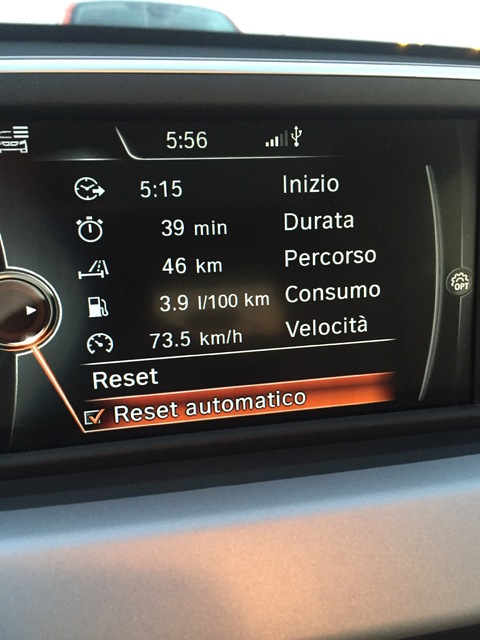 5:56
5:15 Inizio
39 min Durata
46 km Percorso
3.9 l/100 km Consumo
73.5 km/h Velocità
OPT
Reset
Reset automatico